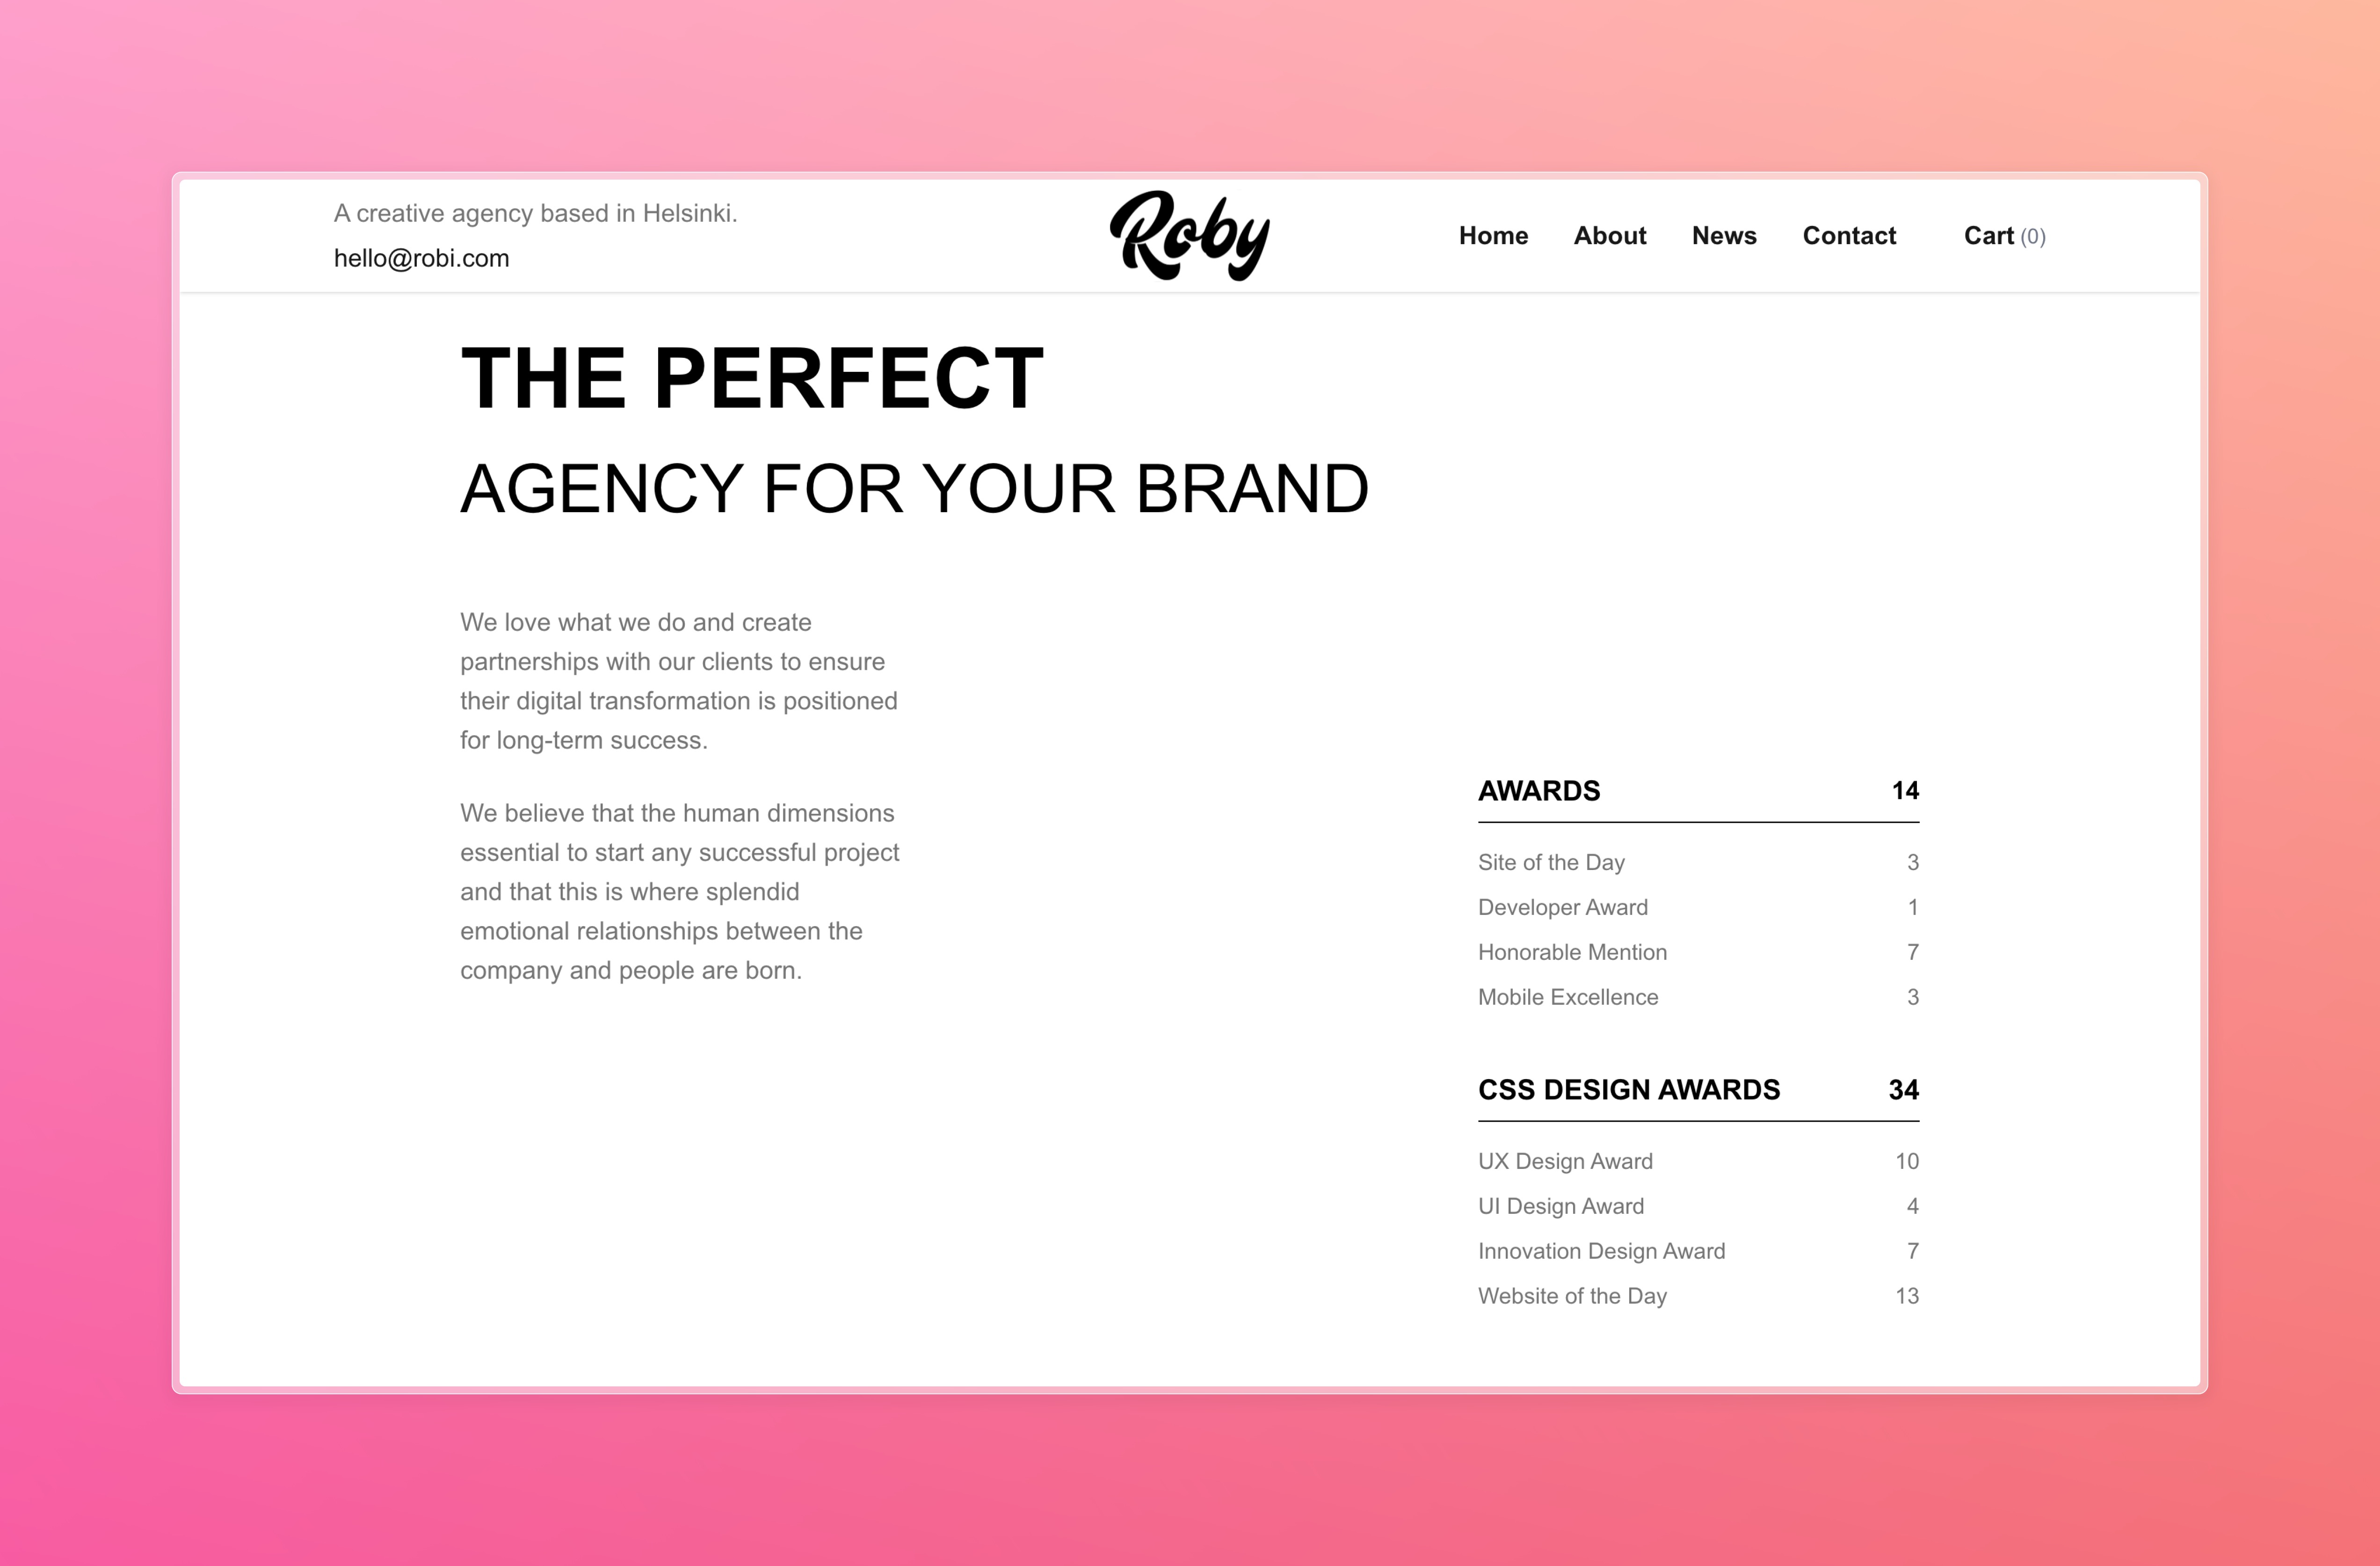 A creative agency based in Helsinki.
hello@robi.com
Roby
Home About News Contact Cart (0)
THE PERFECT
AGENCY FOR YOUR BRAND
We love what we do and create
partnerships with our clients to ensure
their digital transformation is positioned
for long-term success.
We believe that the human dimensions
essential to start any successful project
and that this is where splendid
emotional relationships between the
company and people are born.
AWARDS 14
Site of the Day 3
Developer Award 1
Honorable Mention 7
Mobile Excellence 3
CSS DESIGN AWARDS 34
UX Design Award 10
UI Design Award 4
Innovation Design Award 7
Website of the Day 13